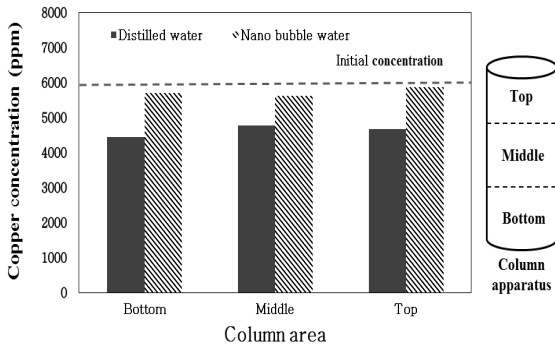 8000
7000
6000
5000
4000
3000
2000
1000
0
Copper concentration (ppm)
Distilled water
Nano bubble water
Initial concentration
Bottom
Middle
Top
Column area
Top
Middle
Bottom
Column
apparatus